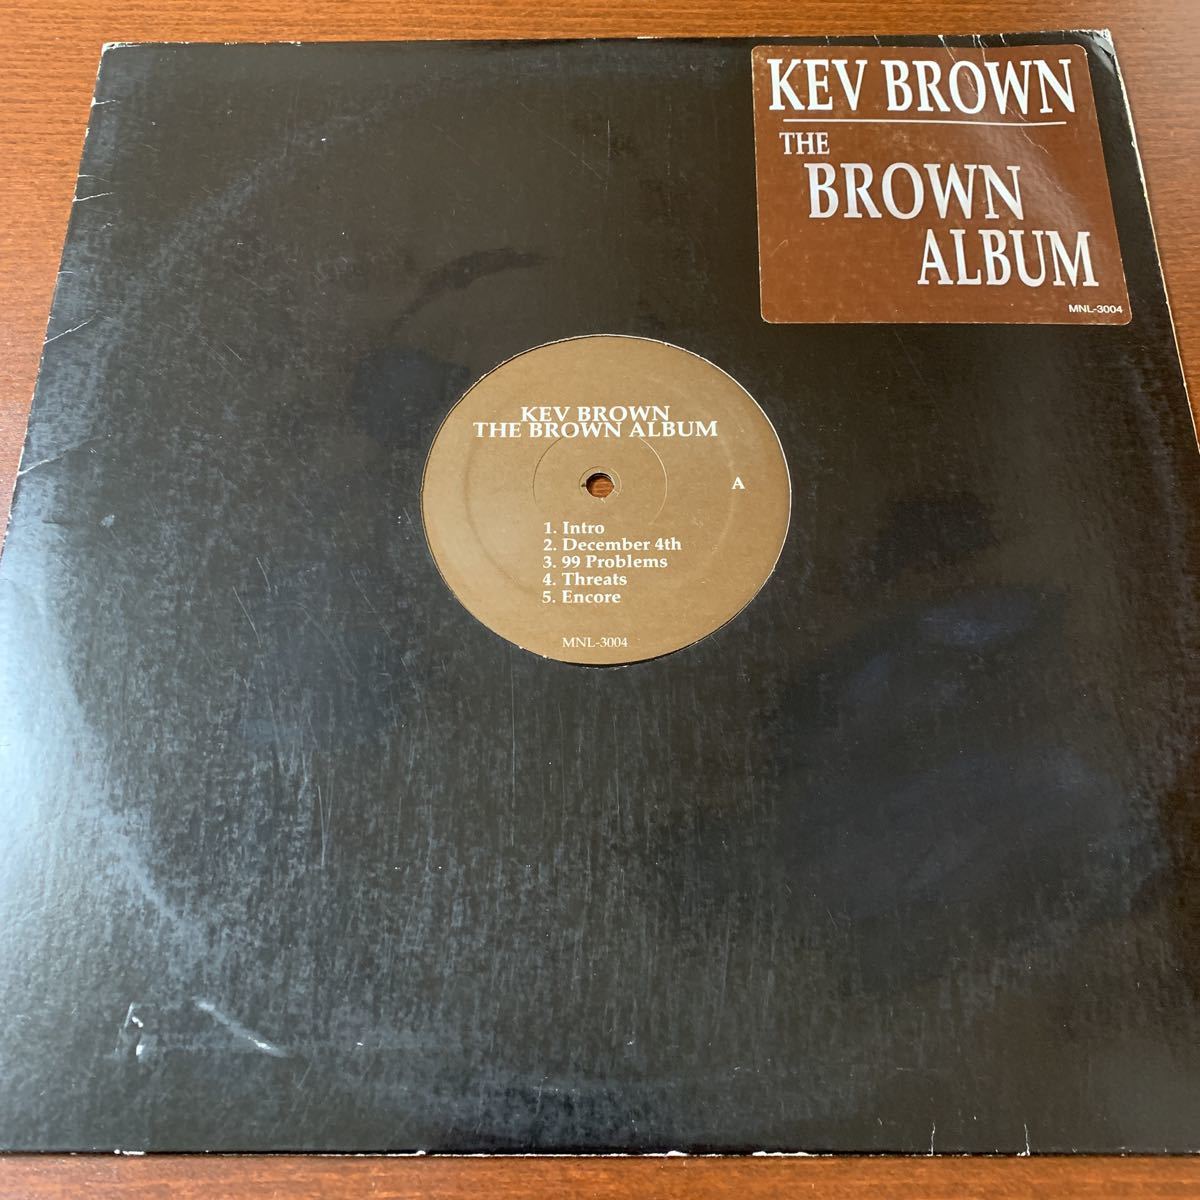 KEV BROWN
THE
BROWN
ALBUM
MNL-3004
KEV BROWN
THE BROWN ALBUM
A
1. Intro
2. December 4th
3. 99 Problems
4. Threats
5. Encore
MNL-3004